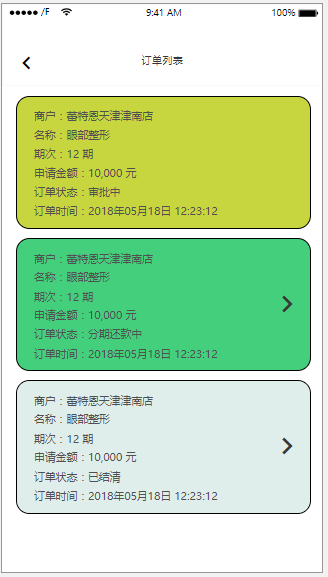 ●●●●● /F 9:41 AM 100%
订单列表
商户：蕾特恩天津津南店
名称：眼部整形
期次：12 期
申请金额：10,000 元
订单状态：审批中
订单时间：2018年05月18日 12:23:12
商户：蕾特恩天津津南店
名称：眼部整形
期次：12 期
申请金额：10,000 元
订单状态：分期还款中
订单时间：2018年05月18日 12:23:12
商户：蕾特恩天津津南店
名称：眼部整形
期次：12 期
申请金额：10,000 元
订单状态：已结清
订单时间：2018年05月18日 12:23:12